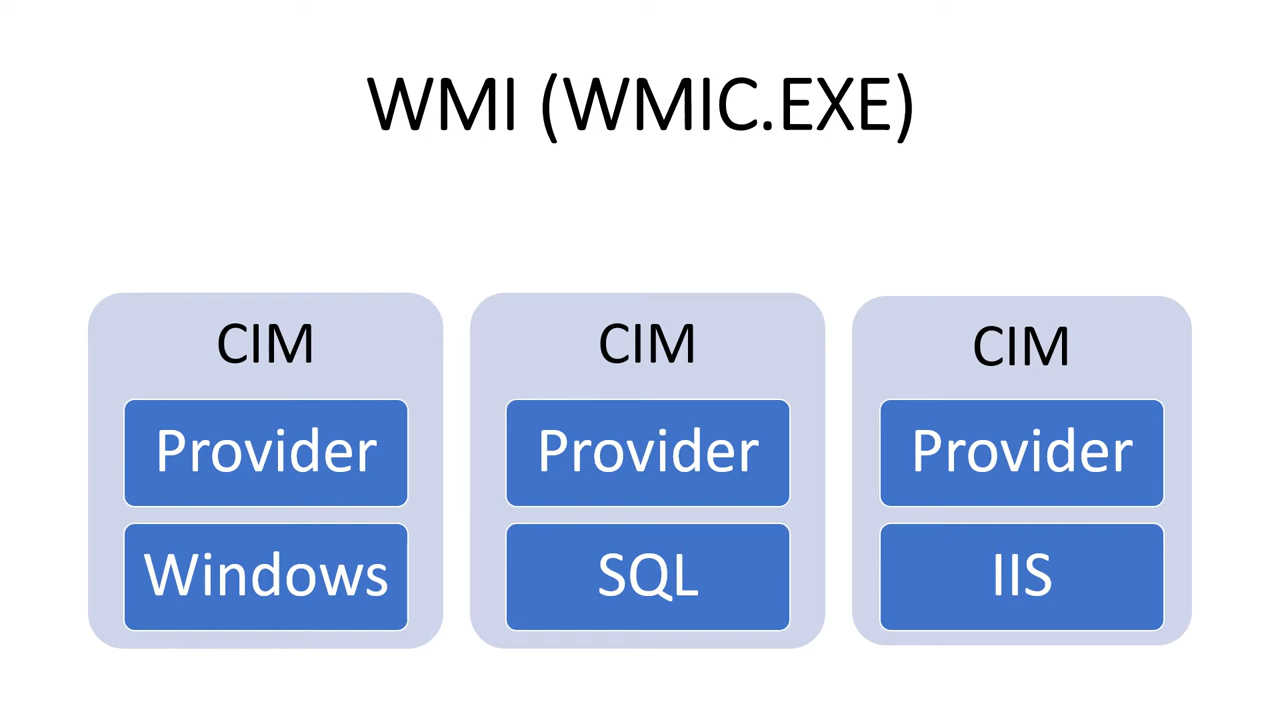 WMI (WMIC.EXE)
CIM
Provider
Windows
CIM
Provider
SQL
CIM
Provider
IIS